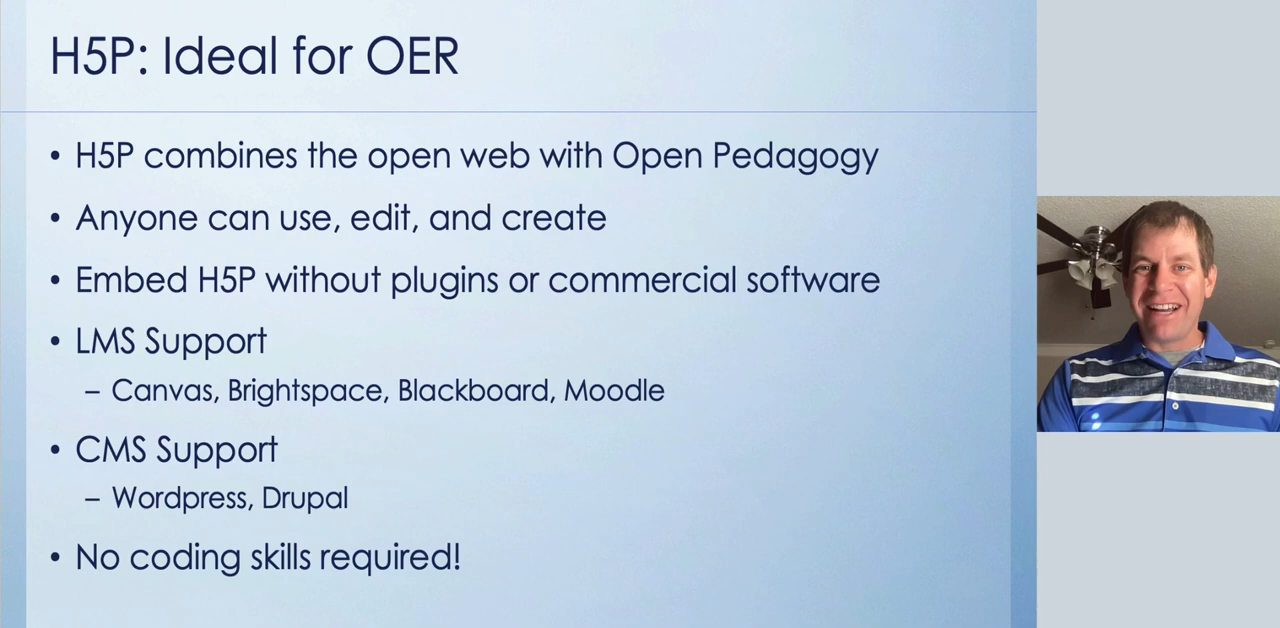 H5P: Ideal for OER
• H5P combines the open web with Open Pedagogy
• Anyone can use, edit, and create
• Embed H5P without plugins or commercial software
• LMS Support
– Canvas, Brightspace, Blackboard, Moodle
• CMS Support
– Wordpress, Drupal
• No coding skills required!